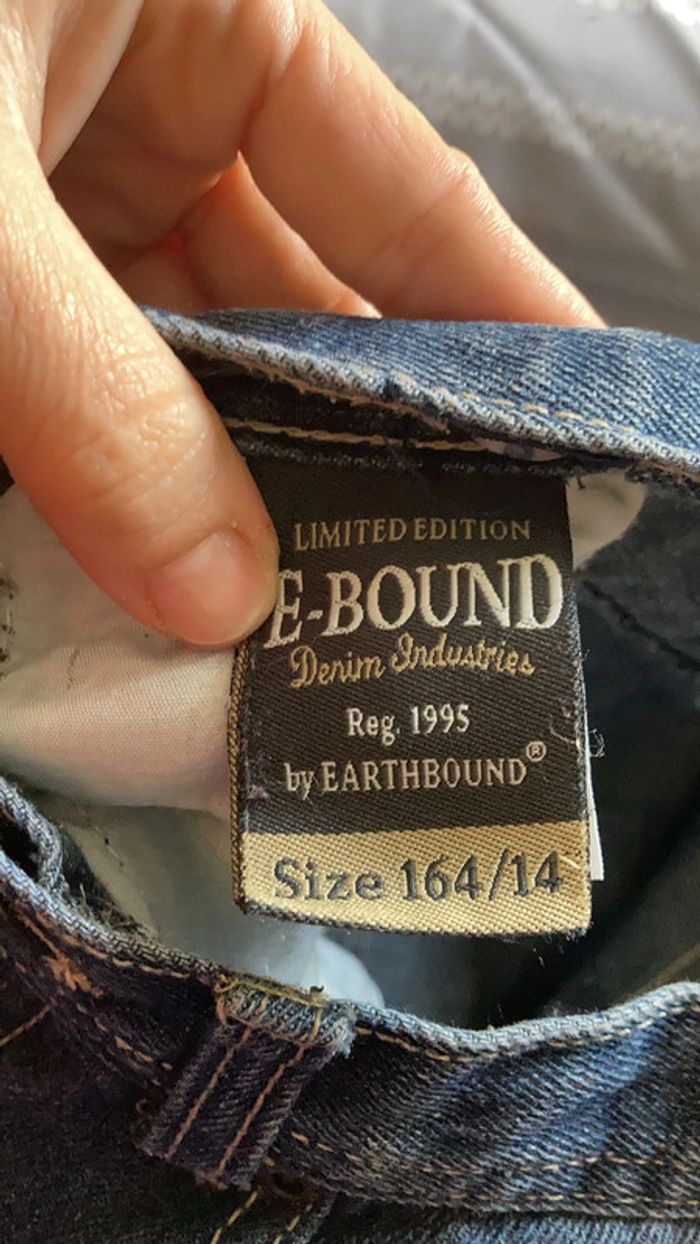 LIMITED EDITION
E-BOUND
Denim Industries
Reg. 1995
by EARTHBOUND®
Size 164/14